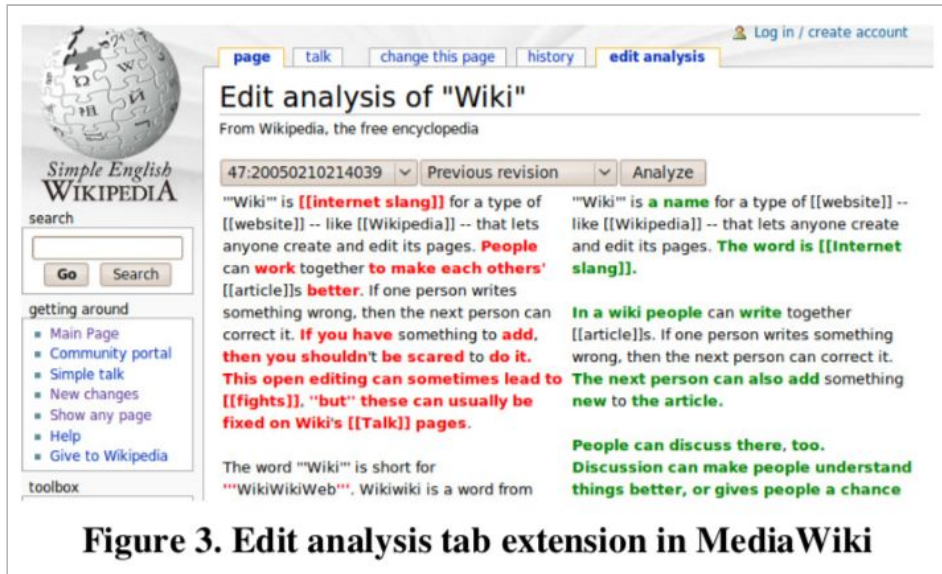 Log in / create account
page talk change this page history edit analysis
Edit analysis of "Wiki"
From Wikipedia, the free encyclopedia
Simple English
WIKIPEDIA
search
Go Search
getting around
Main Page
Community portal
Simple talk
New changes
Show any page
Help
Give to Wikipedia
toolbox
47:20050210214039 Previous revision Analyze
'''Wiki''' is [[internet slang]] for a type of
[[website]] -- like [[Wikipedia]] -- that lets
anyone create and edit its pages. People
can work together to make each others'
[[article]]s better. If one person writes
something wrong, then the next person can
correct it. If you have something to add,
then you shouldn't be scared to do it.
This open editing can sometimes lead to
[[fights]], ''but'' these can usually be
fixed on Wiki's [[Talk]] pages.
The word '''Wiki''' is short for
'''WikiWikiWeb'''. Wikiwiki is a word from
'''Wiki''' is a name for a type of [[website]] --
like [[Wikipedia]] -- that lets anyone create
and edit its pages. The word is [[Internet
slang]].
In a wiki people can write together
[[article]]s. If one person writes something
wrong, then the next person can correct it.
The next person can also add something
new to the article.
People can discuss there, too.
Discussion can make people understand
things better, or gives people a chance
Figure 3. Edit analysis tab extension in MediaWiki